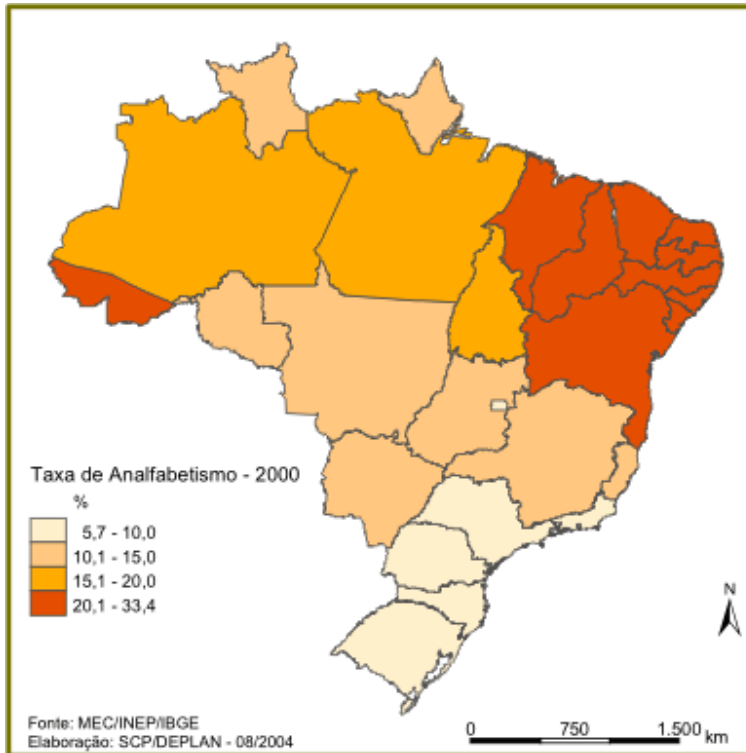 Taxa de Analfabetismo - 2000
%
5,7 - 10,0
10,1 - 15,0
15,1 - 20,0
20,1 - 33,4
N
Fonte: MEC/INEP/IBGE
Elaboração: SCP/DEPLAN - 08/2004
0 750 1.500 km